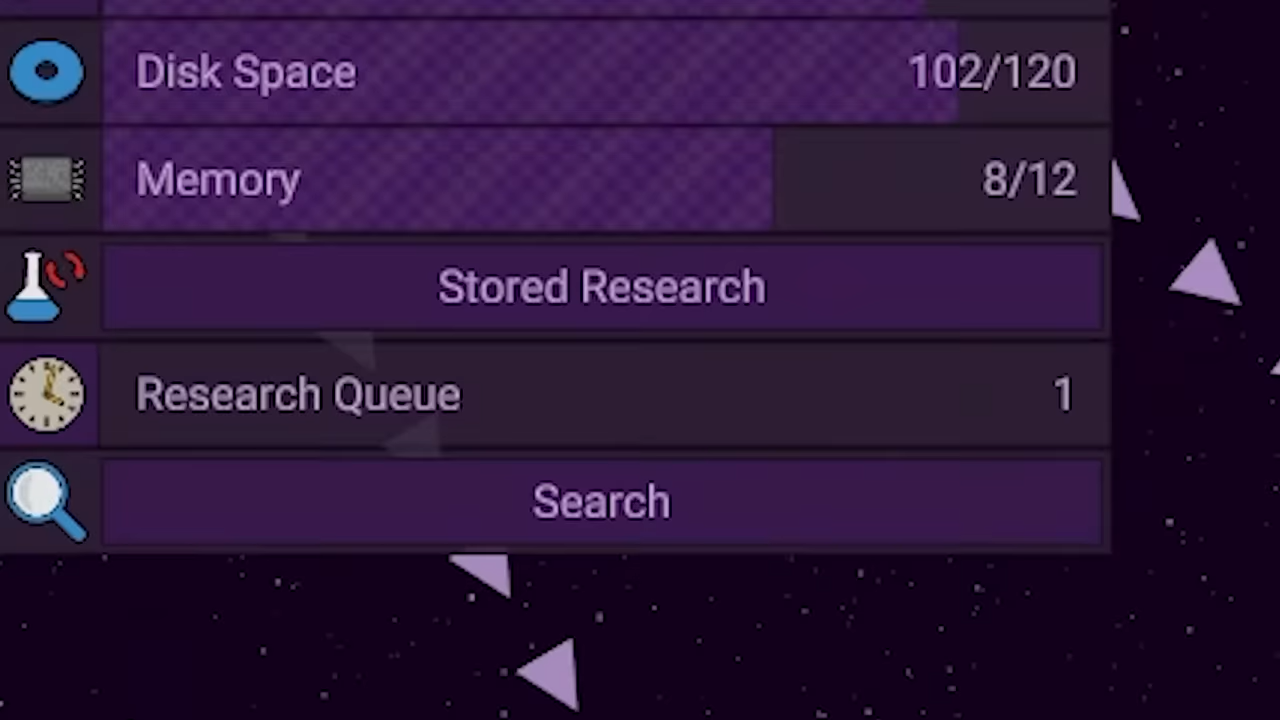 Disk Space 102/120
Memory 8/12
Stored Research
Research Queue 1
Search